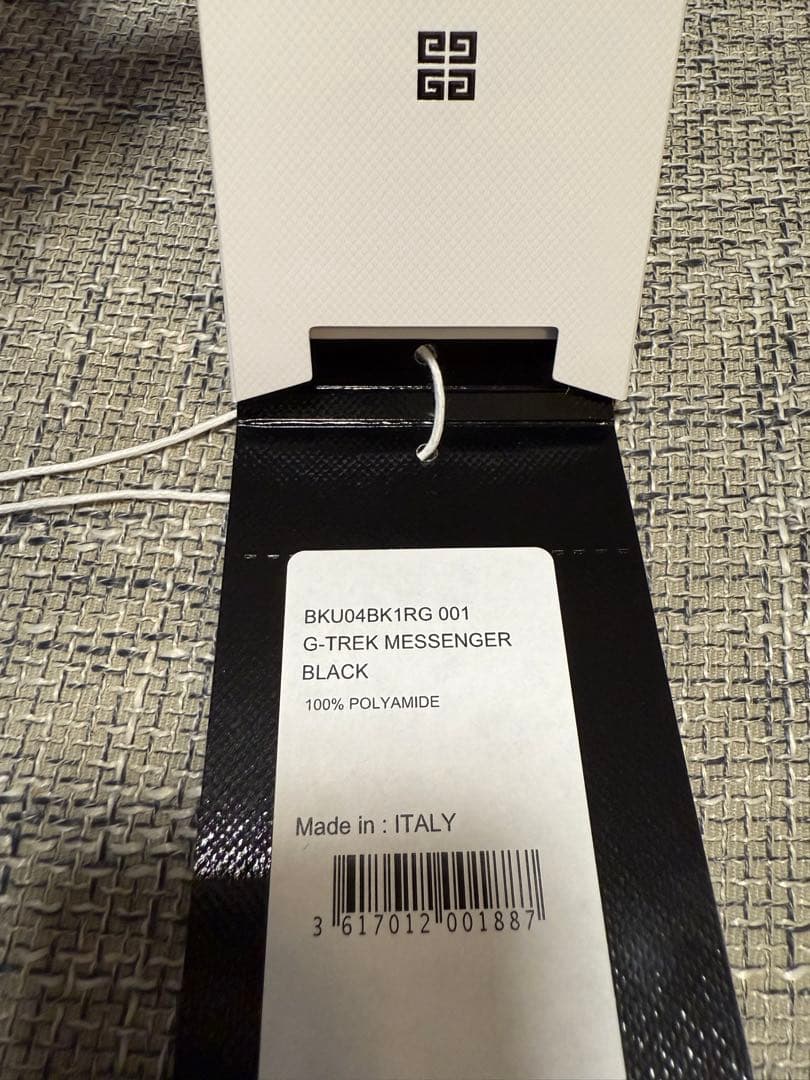 BKU04BK1RG 001
G-TREK MESSENGER
BLACK
100% POLYAMIDE
Made in : ITALY
3 617012 001887